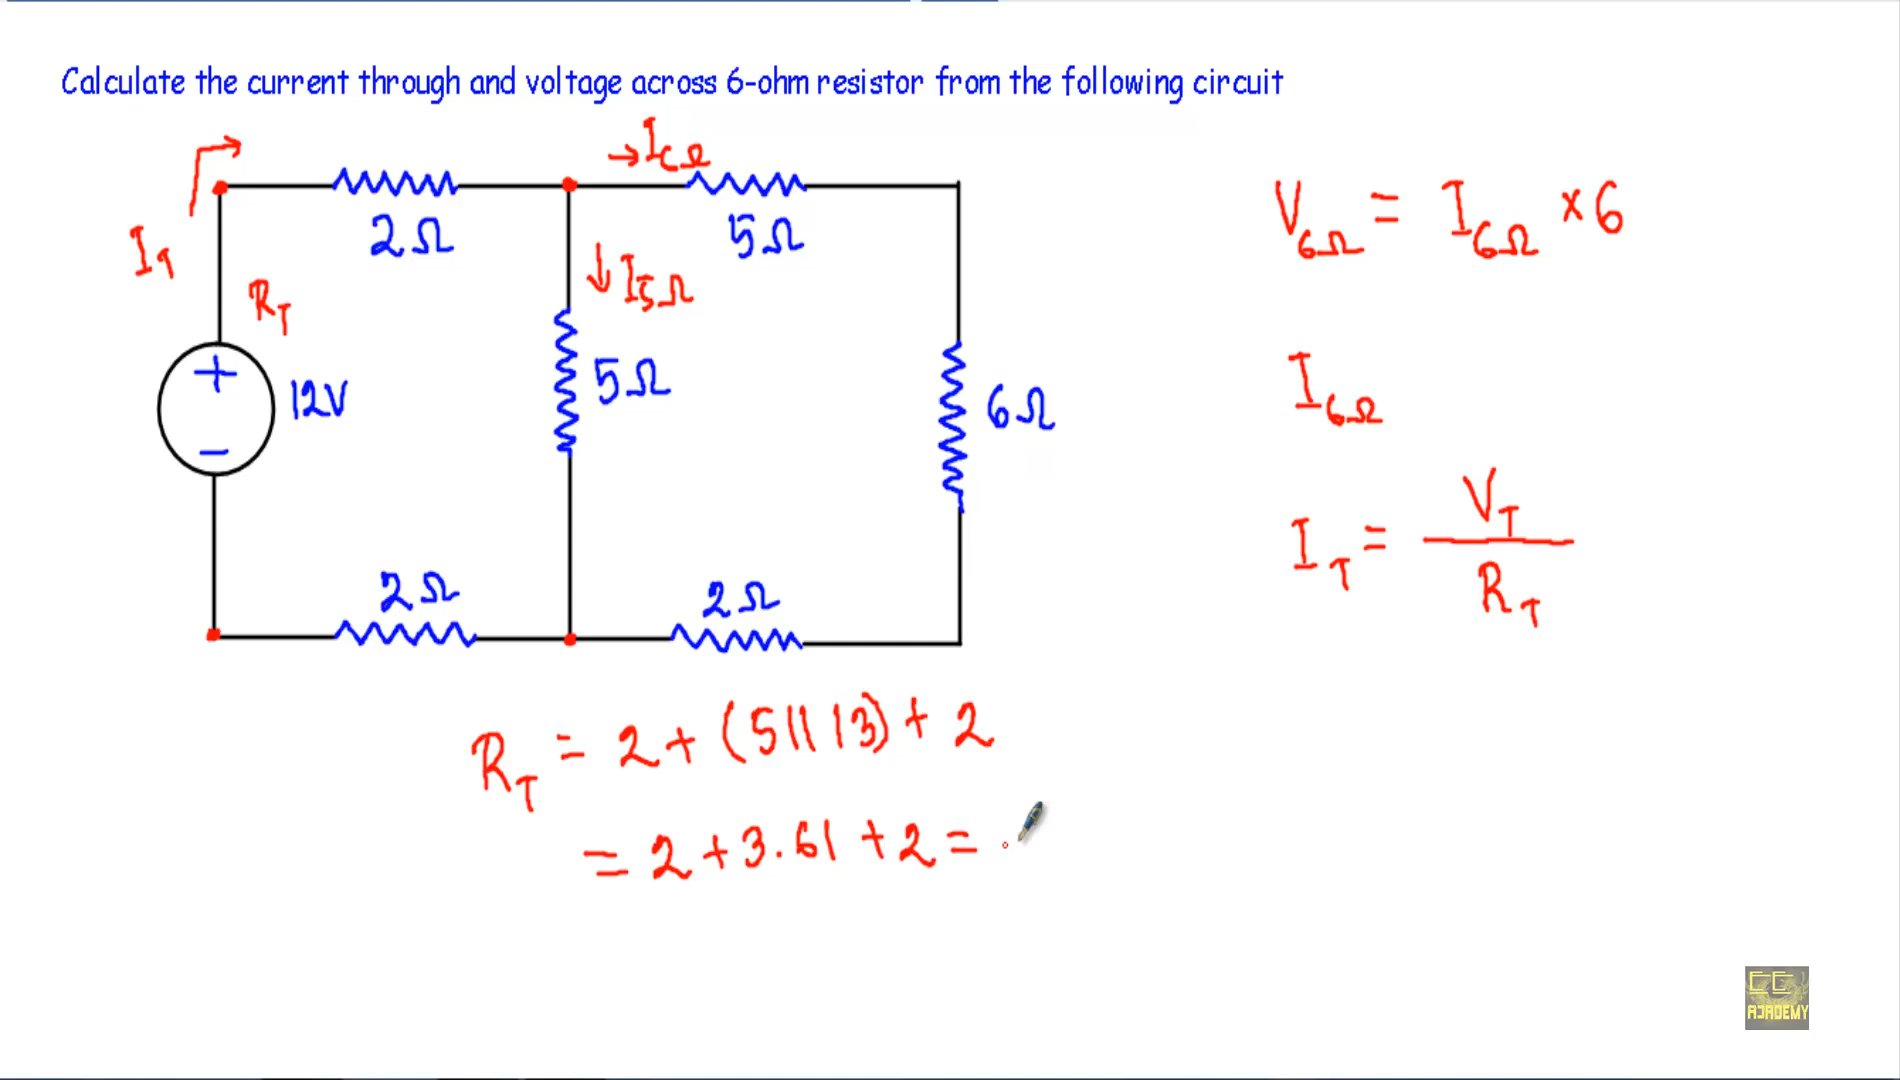 Calculate the current through and voltage across 6-ohm resistor from the following circuit
→I6Ω
IT
2Ω
5Ω
V6Ω = I6Ω × 6
RT
↓ I5Ω
+
12V
5Ω
6Ω
I6Ω
−
IT = VT / RT
2Ω
2Ω
RT = 2 + (5 || 13) + 2
= 2 + 3.61 + 2 =
EE
ACADEMY